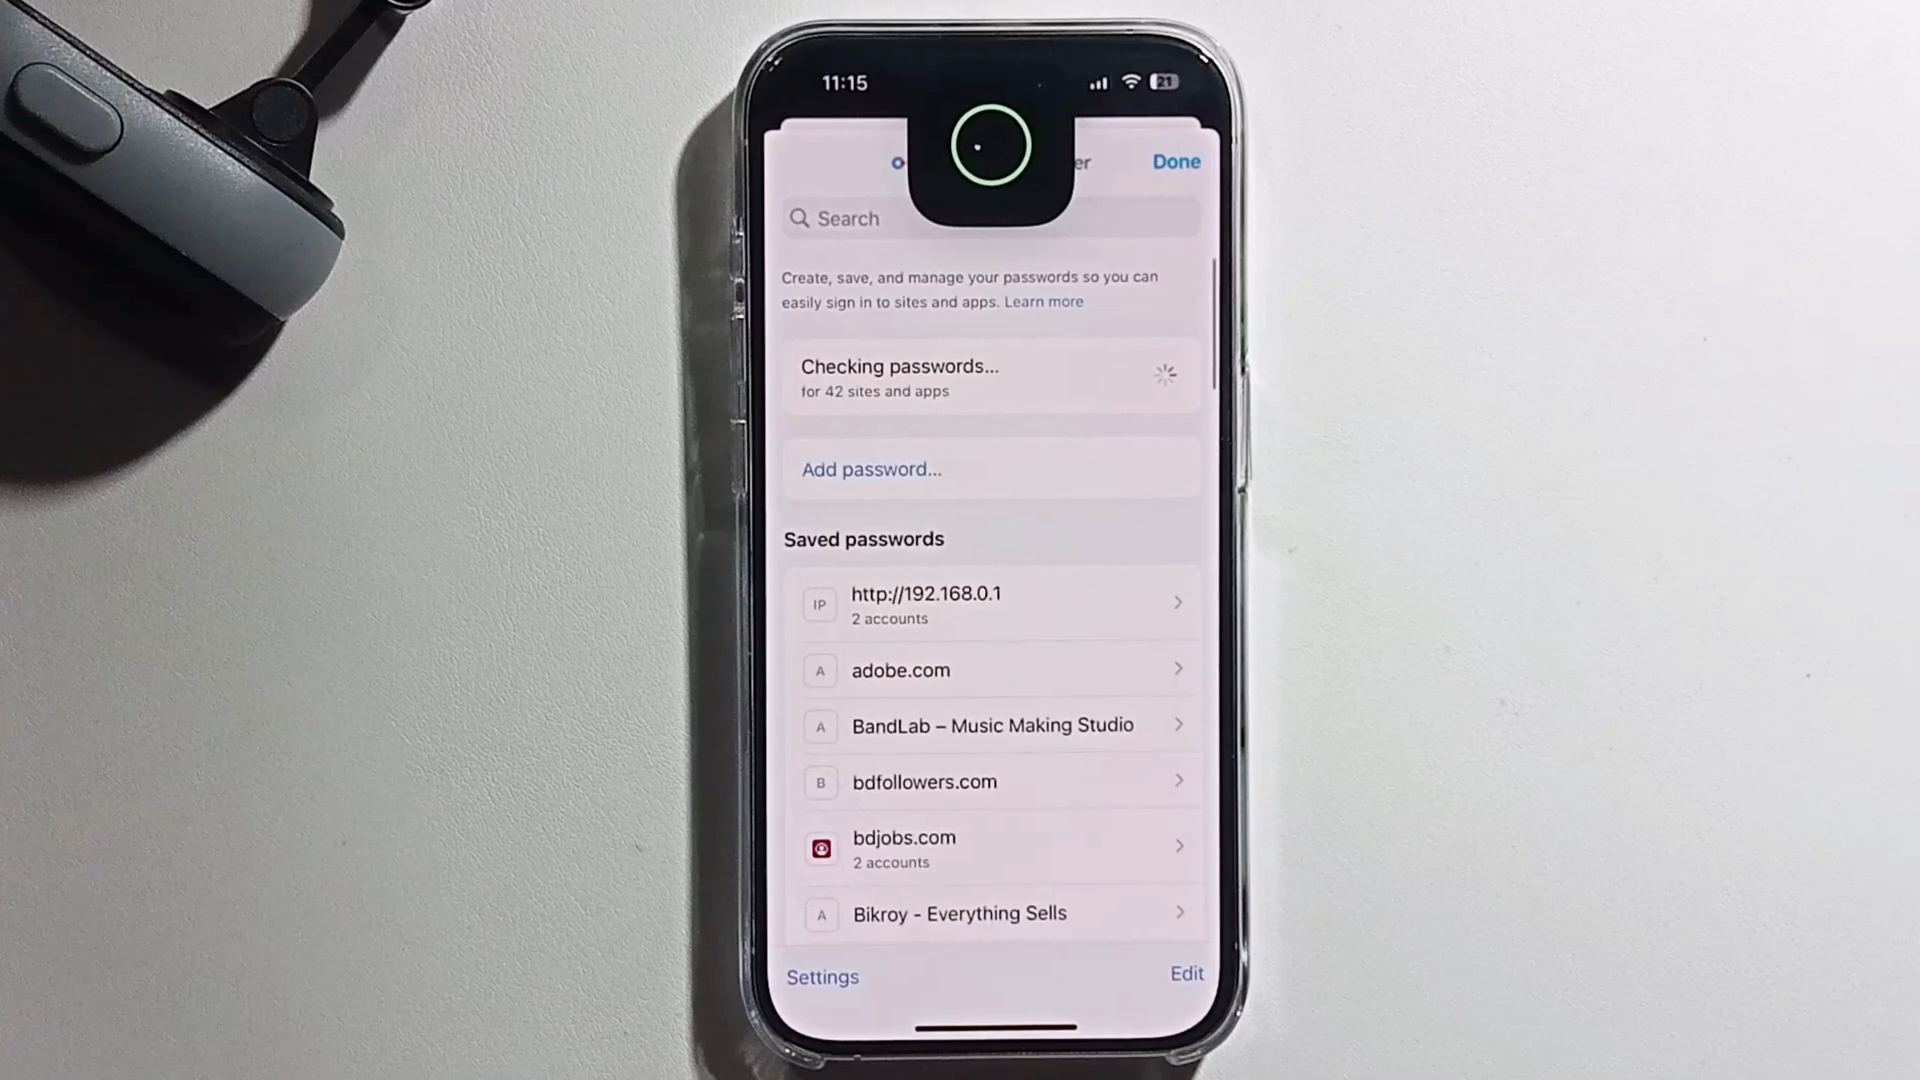 11:15
21
er
Done
Search
Create, save, and manage your passwords so you can
easily sign in to sites and apps. Learn more
Checking passwords...
for 42 sites and apps
Add password...
Saved passwords
IP
http://192.168.0.1
2 accounts
A
adobe.com
A
BandLab – Music Making Studio
B
bdfollowers.com
bdjobs.com
2 accounts
A
Bikroy - Everything Sells
Settings
Edit